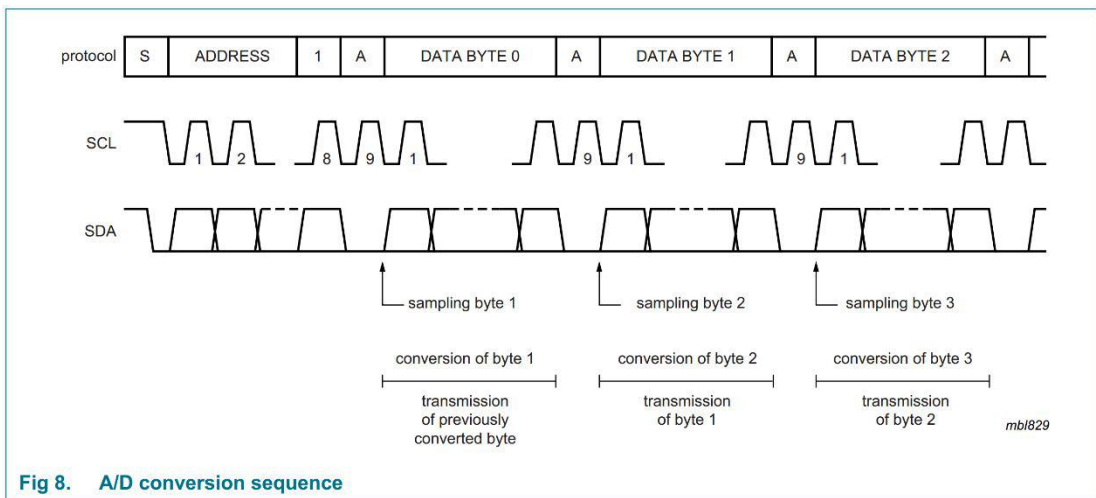 protocol S ADDRESS 1 A DATA BYTE 0 A DATA BYTE 1 A DATA BYTE 2 A
SCL 1 2 8 9 1 9 1 9 1
SDA
sampling byte 1 sampling byte 2 sampling byte 3
conversion of byte 1 conversion of byte 2 conversion of byte 3
transmission transmission transmission
of previously of byte 1 of byte 2
converted byte mbl829
Fig 8. A/D conversion sequence